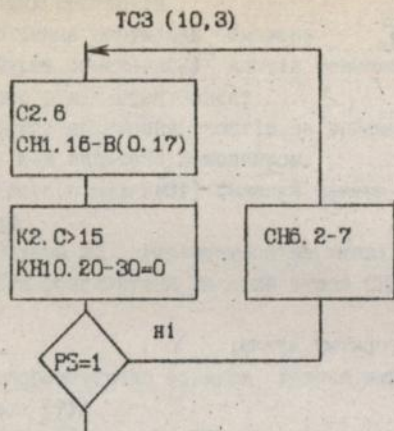 ТС3 (10,3)
С2.6
СН1.16-В(0.17)
К2.С>15
КН10.20-30=0
СН6.2-7
Ні
PS=1